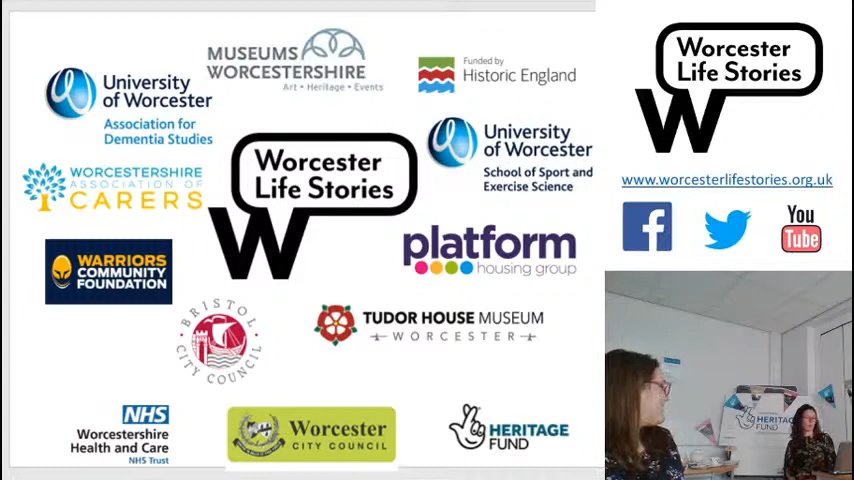 MUSEUMS
WORCESTERSHIRE
Art • Heritage • Events
Funded by
Historic England
University
of Worcester
Association for
Dementia Studies
University
of Worcester
School of Sport and
Exercise Science
WORCESTERSHIRE
ASSOCIATION OF
CARERS
Worcester
Life Stories
W
platform
housing group
WARRIORS
COMMUNITY
FOUNDATION
BRISTOL
CITY COUNCIL
TUDOR HOUSE MUSEUM
WORCESTER
NHS
Worcestershire
Health and Care
NHS Trust
Worcester
CITY COUNCIL
HERITAGE
FUND
Worcester
Life Stories
W
www.worcesterlifestories.org.uk
f
You
Tube
HERITAGE
FUND